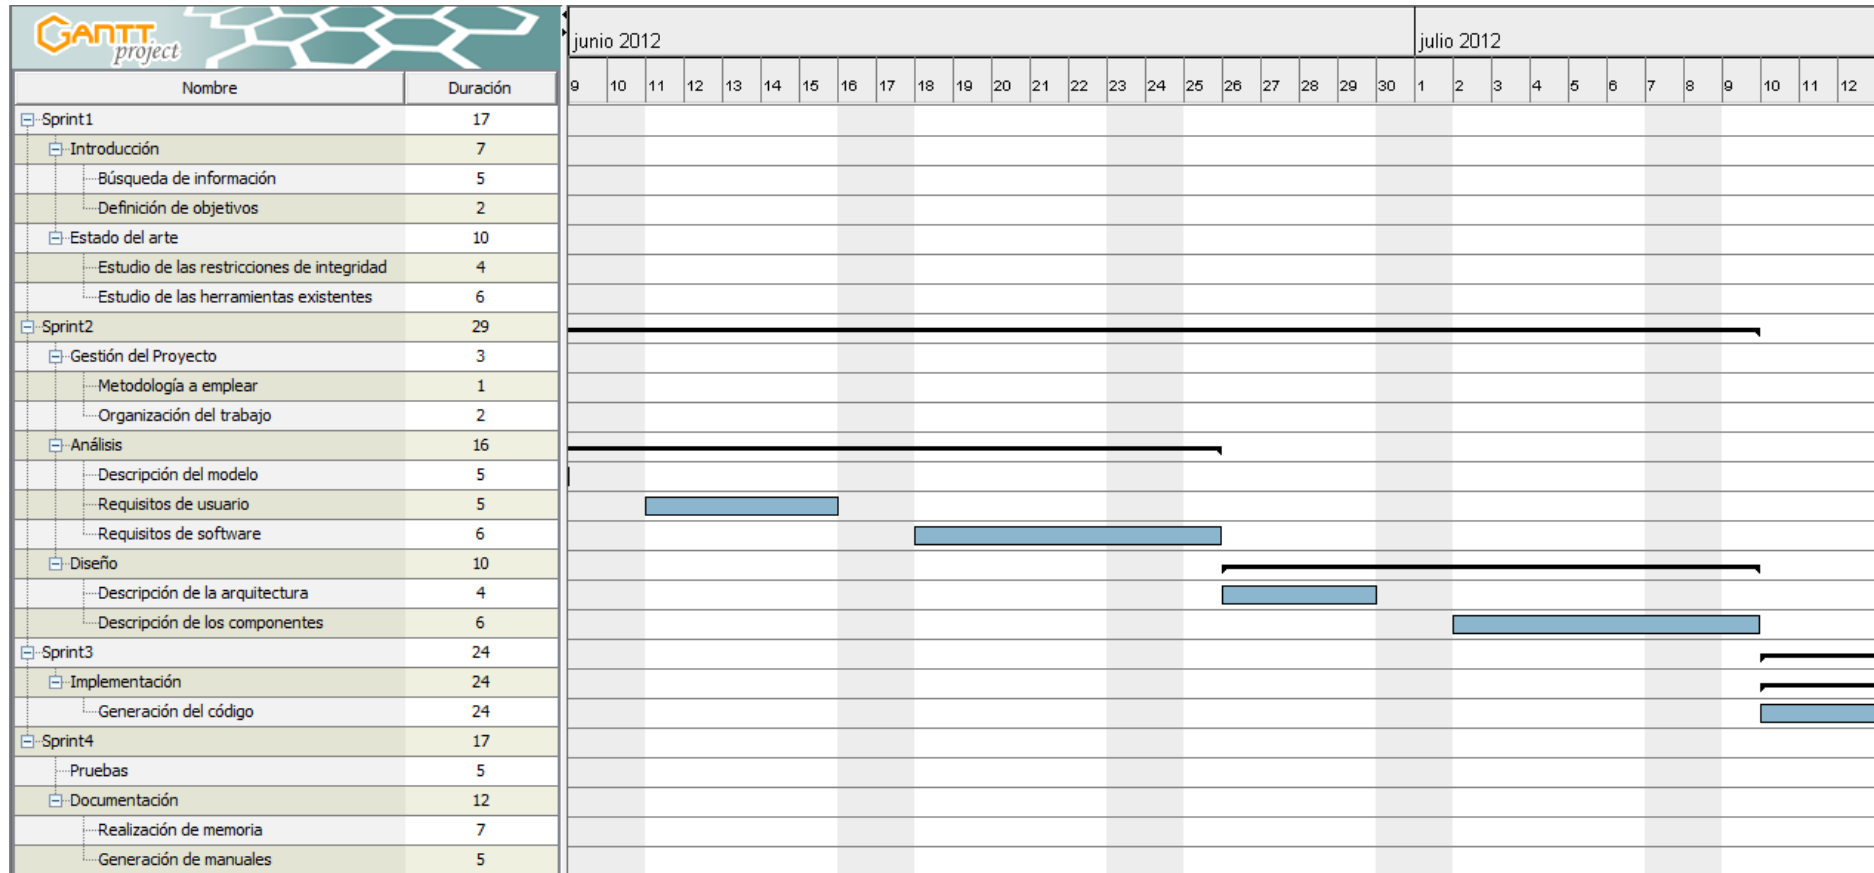 GANTT
project
junio 2012 julio 2012
Nombre Duración 9 10 11 12 13 14 15 16 17 18 19 20 21 22 23 24 25 26 27 28 29 30 1 2 3 4 5 6 7 8 9 10 11 12
Sprint1 17
Introducción 7
Búsqueda de información 5
Definición de objetivos 2
Estado del arte 10
Estudio de las restricciones de integridad 4
Estudio de las herramientas existentes 6
Sprint2 29
Gestión del Proyecto 3
Metodología a emplear 1
Organización del trabajo 2
Análisis 16
Descripción del modelo 5
Requisitos de usuario 5
Requisitos de software 6
Diseño 10
Descripción de la arquitectura 4
Descripción de los componentes 6
Sprint3 24
Implementación 24
Generación del código 24
Sprint4 17
Pruebas 5
Documentación 12
Realización de memoria 7
Generación de manuales 5